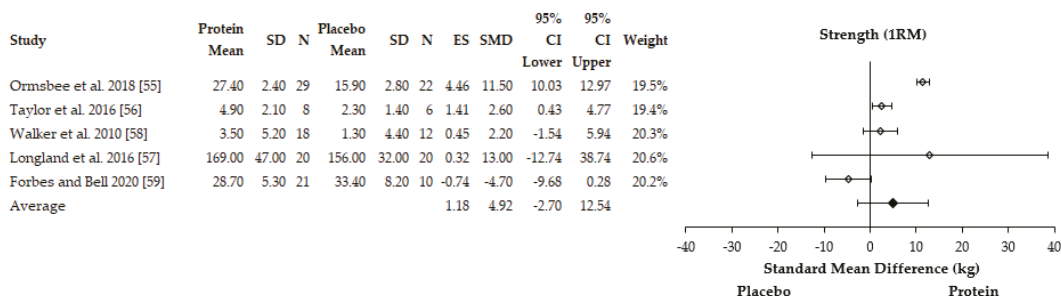 Study Protein Mean SD N Placebo Mean SD N ES SMD 95% CI Lower 95% CI Upper Weight
Ormsbee et al. 2018 [55] 27.40 2.40 29 15.90 2.80 22 4.46 11.50 10.03 12.97 19.5%
Taylor et al. 2016 [56] 4.90 2.10 8 2.30 1.40 6 1.41 2.60 0.43 4.77 19.4%
Walker et al. 2010 [58] 3.50 5.20 18 1.30 4.40 12 0.45 2.20 -1.54 5.94 20.3%
Longland et al. 2016 [57] 169.00 47.00 20 156.00 32.00 20 0.32 13.00 -12.74 38.74 20.6%
Forbes and Bell 2020 [59] 28.70 5.30 21 33.40 8.20 10 -0.74 -4.70 -9.68 0.28 20.2%
Average 1.18 4.92 -2.70 12.54
Strength (1RM)
-40 -30 -20 -10 0 10 20 30 40
Standard Mean Difference (kg)
Placebo Protein